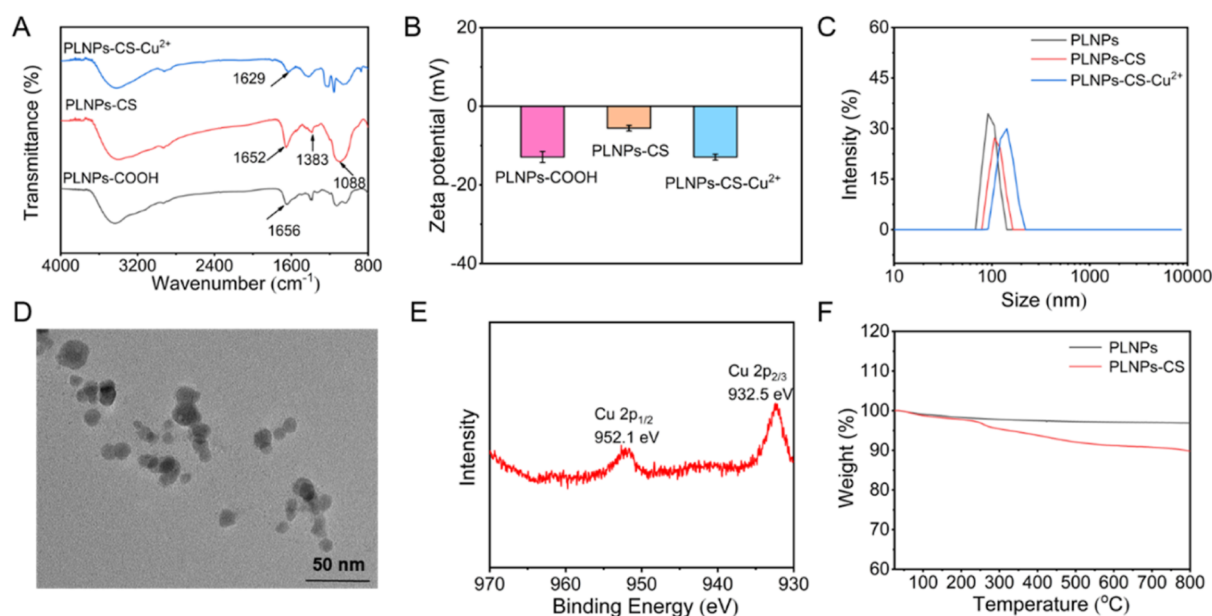 A
PLNPs-CS-Cu²⁺
1629
PLNPs-CS
1652
1383
1088
PLNPs-COOH
1656
Transmittance (%)
4000 3200 2400 1600 800
Wavenumber (cm⁻¹)
B
40
20
0
-20
-40
Zeta potential (mV)
PLNPs-COOH
PLNPs-CS
PLNPs-CS-Cu²⁺
C
PLNPs
PLNPs-CS
PLNPs-CS-Cu²⁺
60
45
30
15
0
Intensity (%)
10 100 1000 10000
Size (nm)
D
50 nm
E
Cu 2p₁/₂
952.1 eV
Cu 2p₂/₃
932.5 eV
Intensity
970 960 950 940 930
Binding Energy (eV)
F
PLNPs
PLNPs-CS
120
110
100
90
80
70
60
Weight (%)
100 200 300 400 500 600 700 800
Temperature (°C)